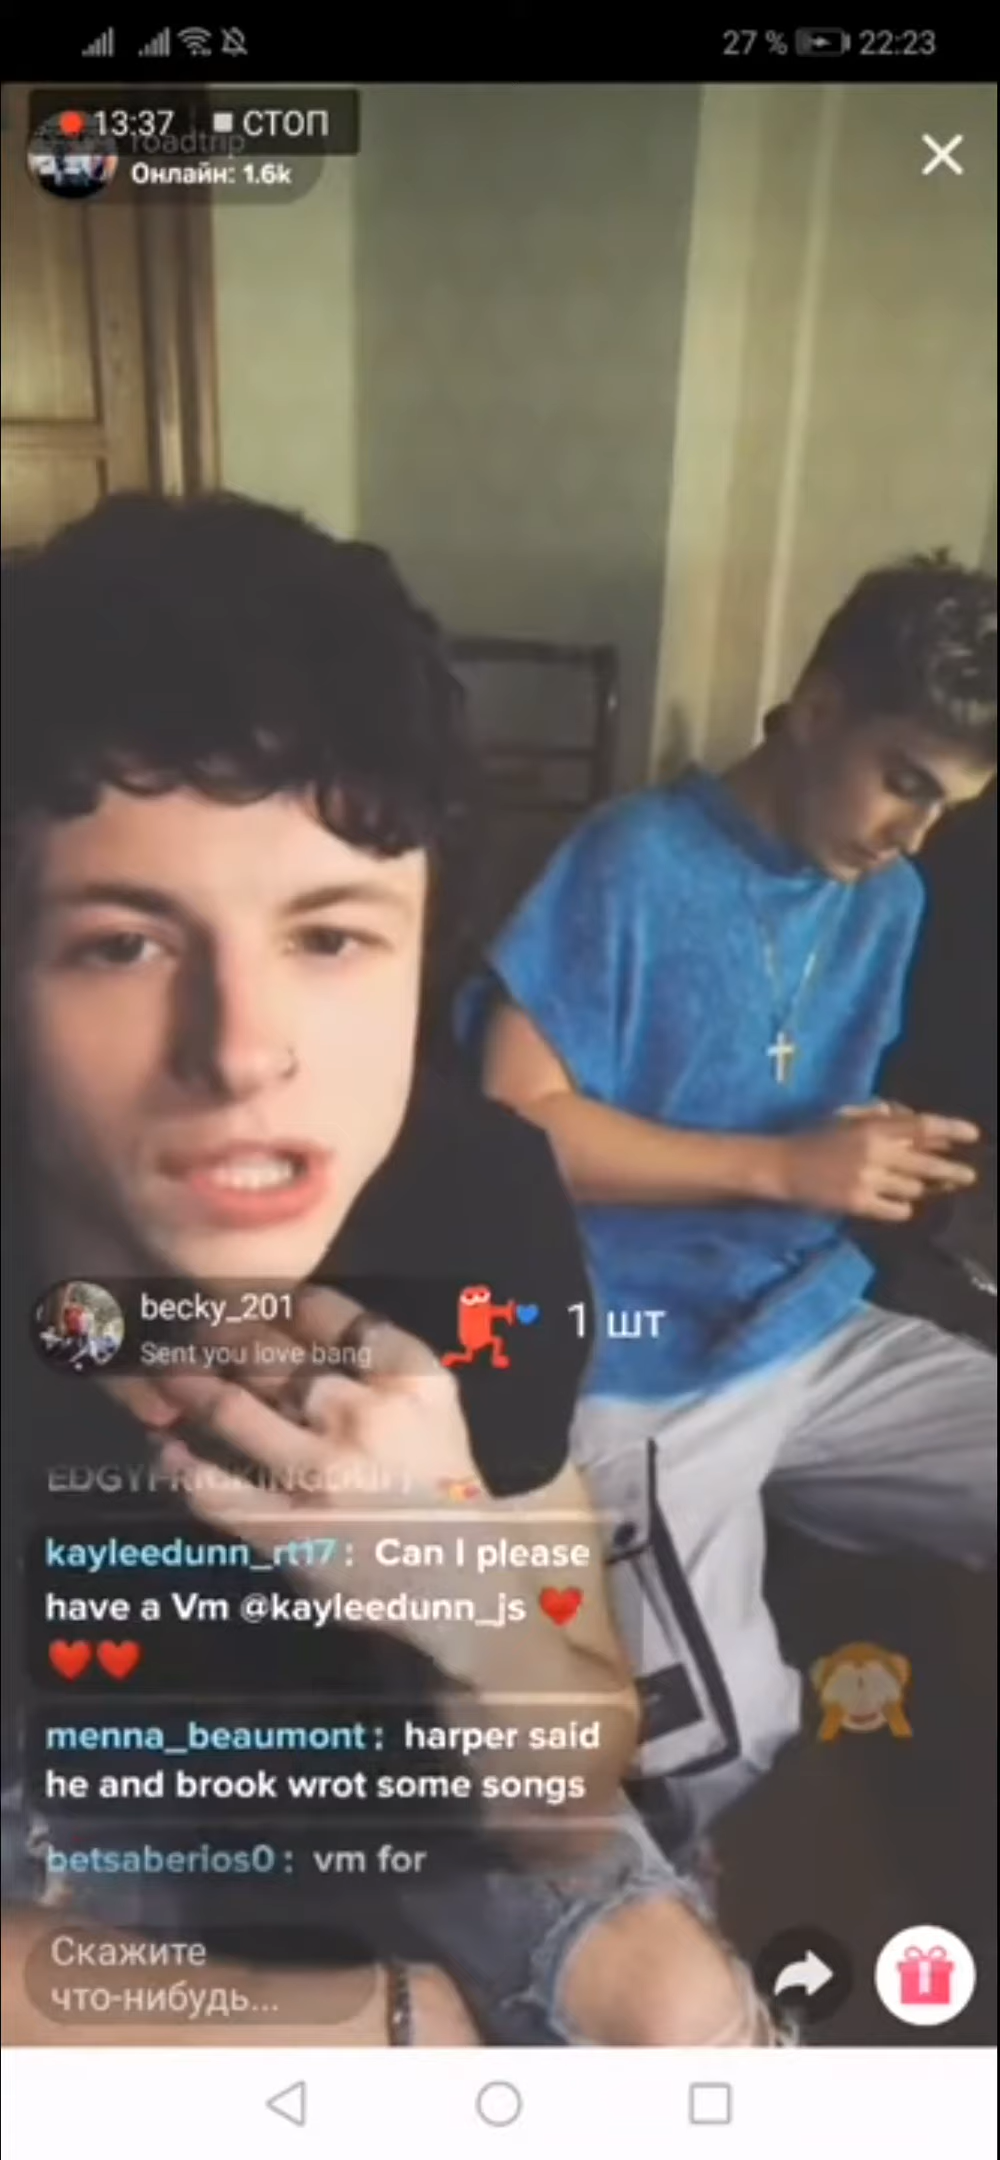 27 % 22:23
13:37 СТОП
roadtrip
Онлайн: 1.6k
becky_201
Sent you love bang
1 шт
kayleedunn_rt17: Can I please
have a Vm @kayleedunn_js ❤️
❤️❤️
menna_beaumont: harper said
he and brook wrot some songs
betsaberios0: vm for
Скажите
что-нибудь...